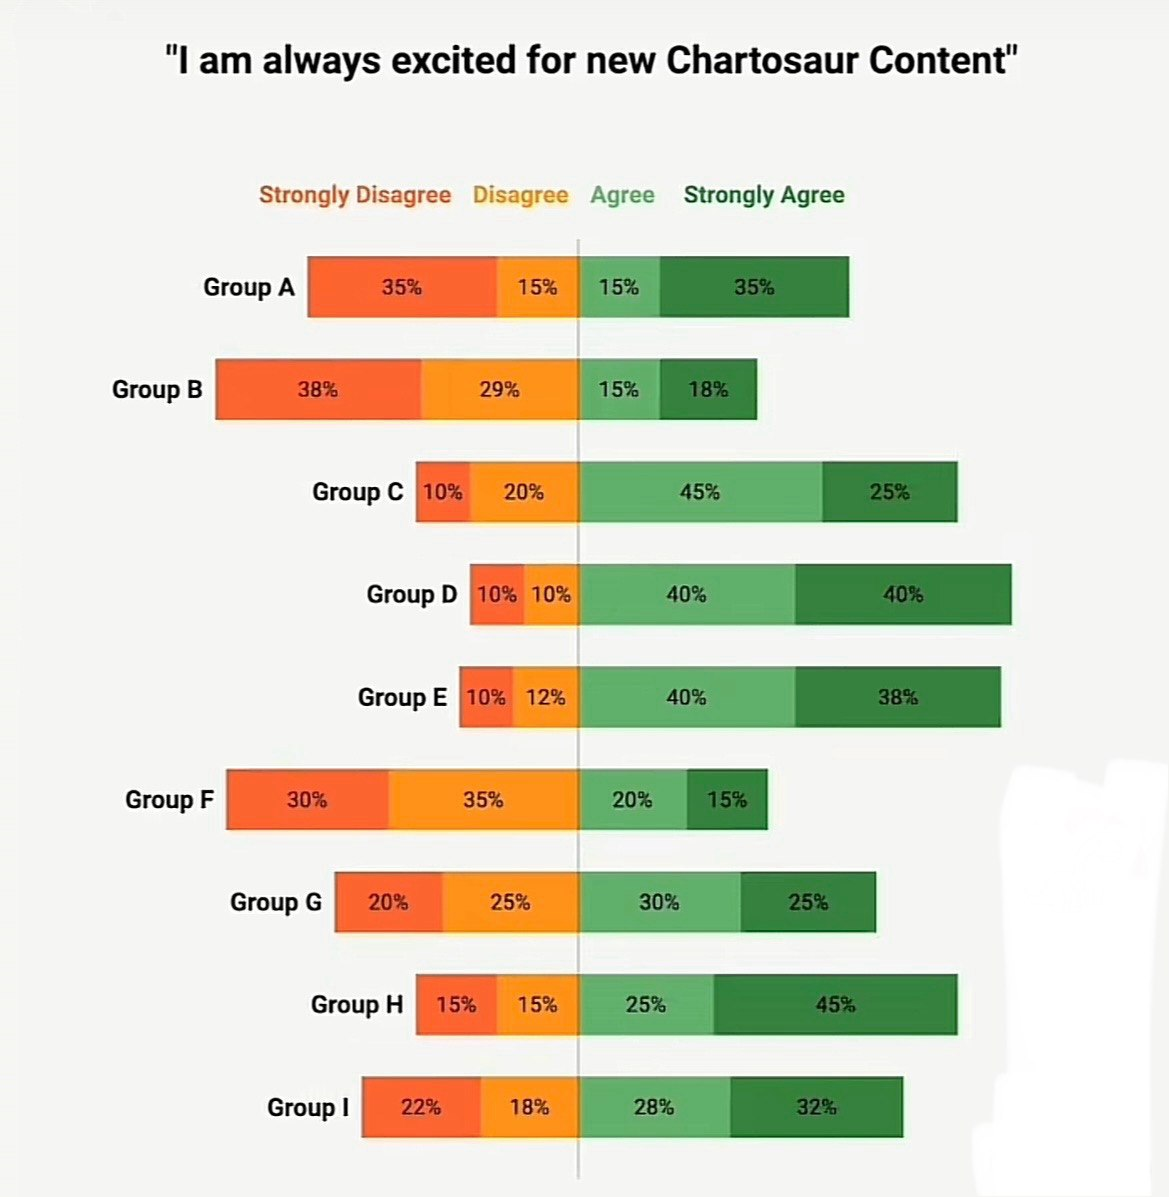 "I am always excited for new Chartosaur Content"
Strongly Disagree Disagree Agree Strongly Agree
Group A 35% 15% 15% 35%
Group B 38% 29% 15% 18%
Group C 10% 20% 45% 25%
Group D 10% 10% 40% 40%
Group E 10% 12% 40% 38%
Group F 30% 35% 20% 15%
Group G 20% 25% 30% 25%
Group H 15% 15% 25% 45%
Group I 22% 18% 28% 32%